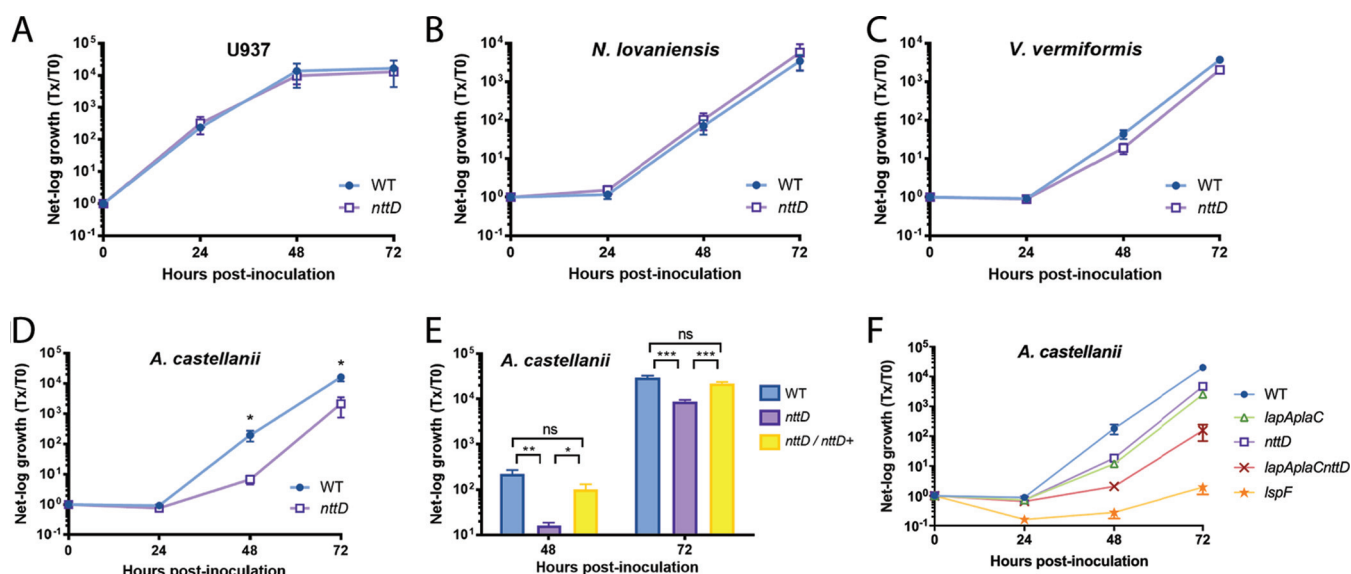 A
U937
Net-log growth (Tx/T0)
10^5
10^4
10^3
10^2
10^1
10^0
10^-1
WT
nttD
0 24 48 72
Hours post-inoculation
B
N. lovaniensis
Net-log growth (Tx/T0)
10^4
10^3
10^2
10^1
10^0
10^-1
WT
nttD
0 24 48 72
Hours post-inoculation
C
V. vermiformis
Net-log growth (Tx/T0)
10^4
10^3
10^2
10^1
10^0
10^-1
WT
nttD
0 24 48 72
Hours post-inoculation
D
A. castellanii
Net-log growth (Tx/T0)
10^5
10^4
10^3
10^2
10^1
10^0
10^-1
*
*
WT
nttD
0 24 48 72
Hours post-inoculation
E
A. castellanii
Net-log growth (Tx/T0)
10^5
10^4
10^3
10^2
10^1
ns
** *
ns
*** ***
WT
nttD
nttD / nttD+
48 72
Hours post-inoculation
F
A. castellanii
Net-log growth (Tx/T0)
10^5
10^4
10^3
10^2
10^1
10^0
10^-1
WT
lapAplaC
nttD
lapAplaCnttD
lspF
0 24 48 72
Hours post-inoculation